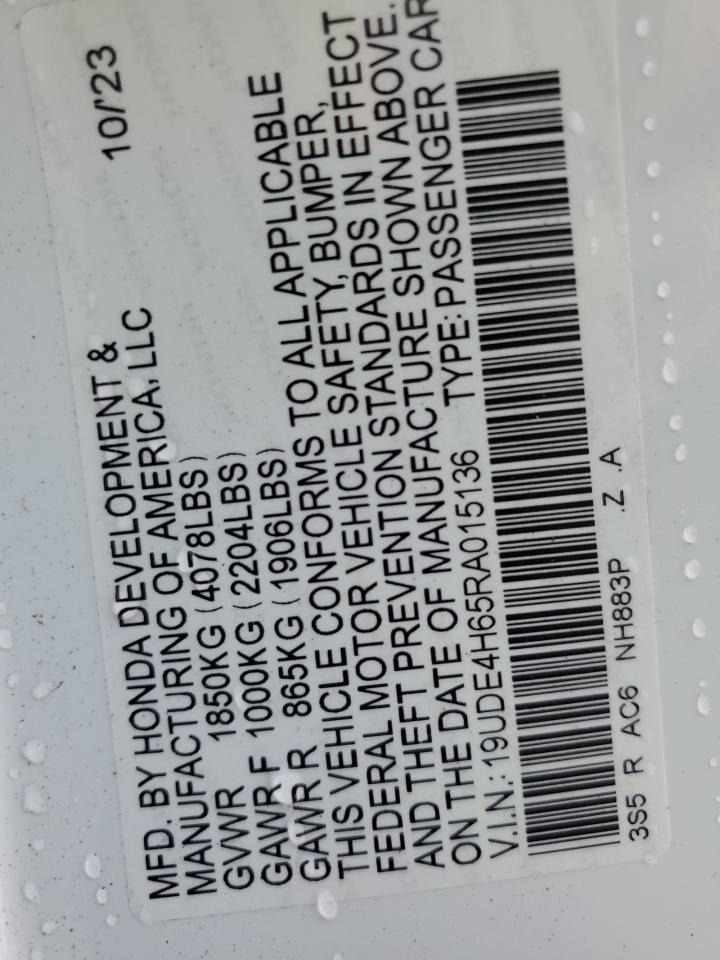 MFD. BY HONDA DEVELOPMENT & 10/'23
MANUFACTURING OF AMERICA, LLC
GVWR 1850KG (4078LBS)
GAWR F 1000KG (2204LBS)
GAWR R 865KG (1906LBS)
THIS VEHICLE CONFORMS TO ALL APPLICABLE
FEDERAL MOTOR VEHICLE SAFETY, BUMPER,
AND THEFT PREVENTION STANDARDS IN EFFECT
ON THE DATE OF MANUFACTURE SHOWN ABOVE.
V.I.N.: 19UDE4H65RA015136 TYPE: PASSENGER CAR
3S5 R AC6 NH883P .Z .A